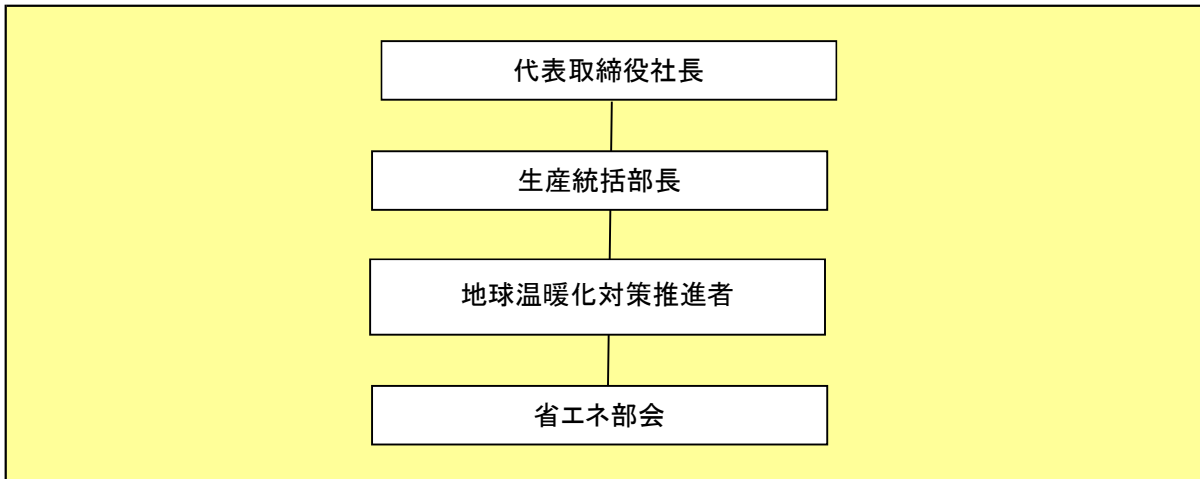 代表取締役社長
生産統括部長
地球温暖化対策推進者
省エネ部会